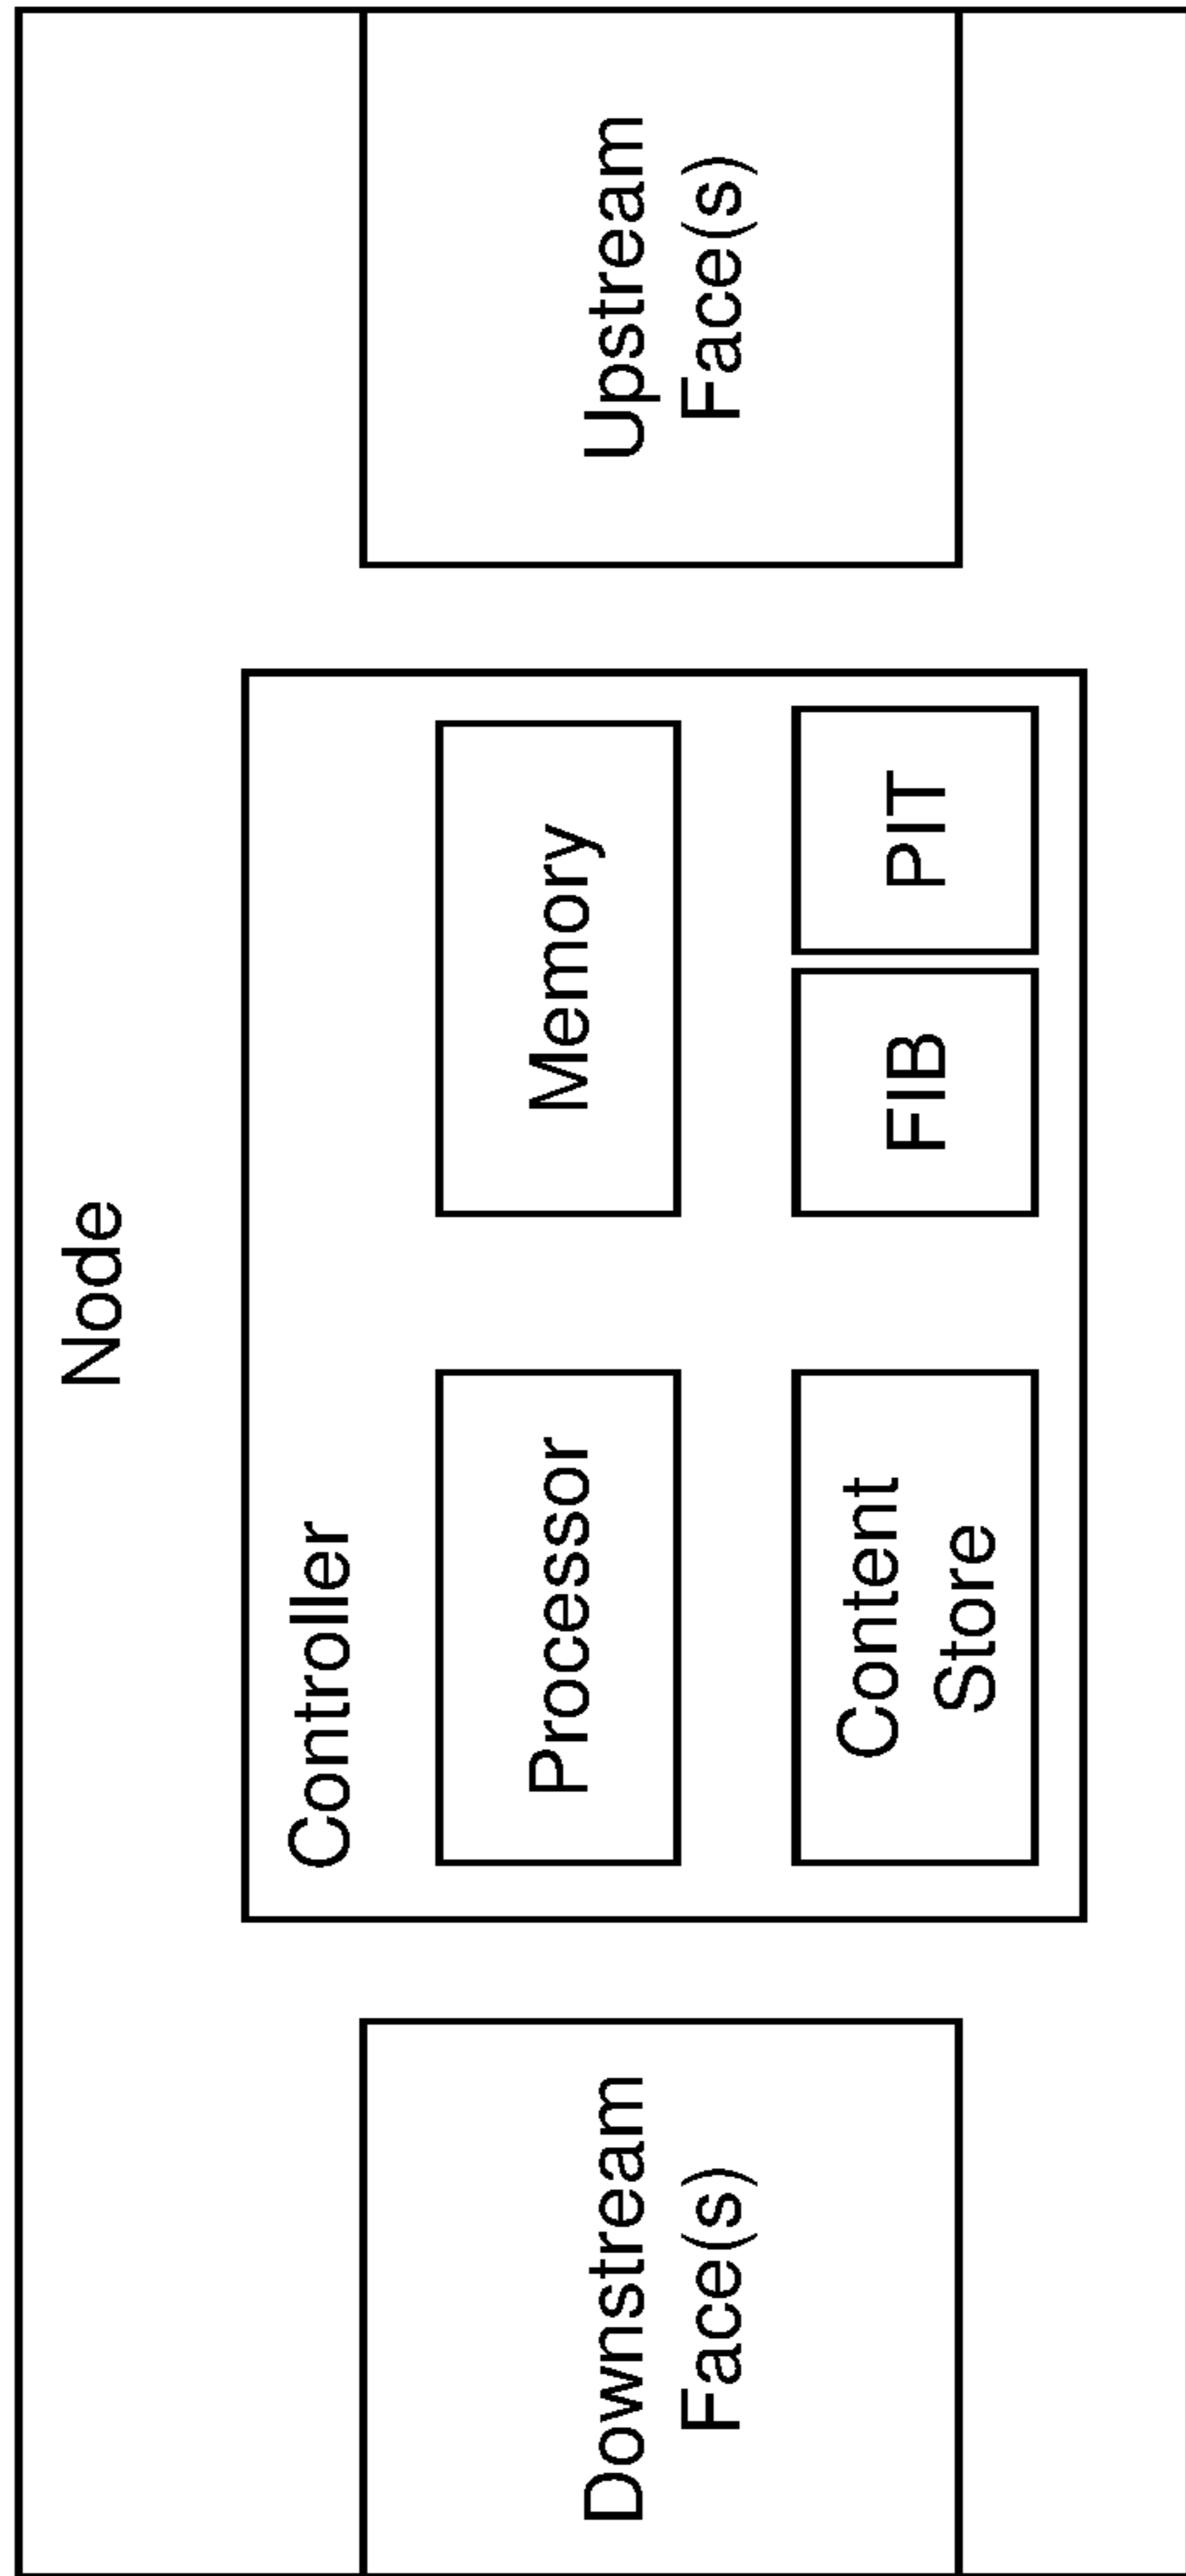 Node
Controller
Downstream
Face(s)
Processor
Memory
Upstream
Face(s)
Content
Store
FIB
PIT